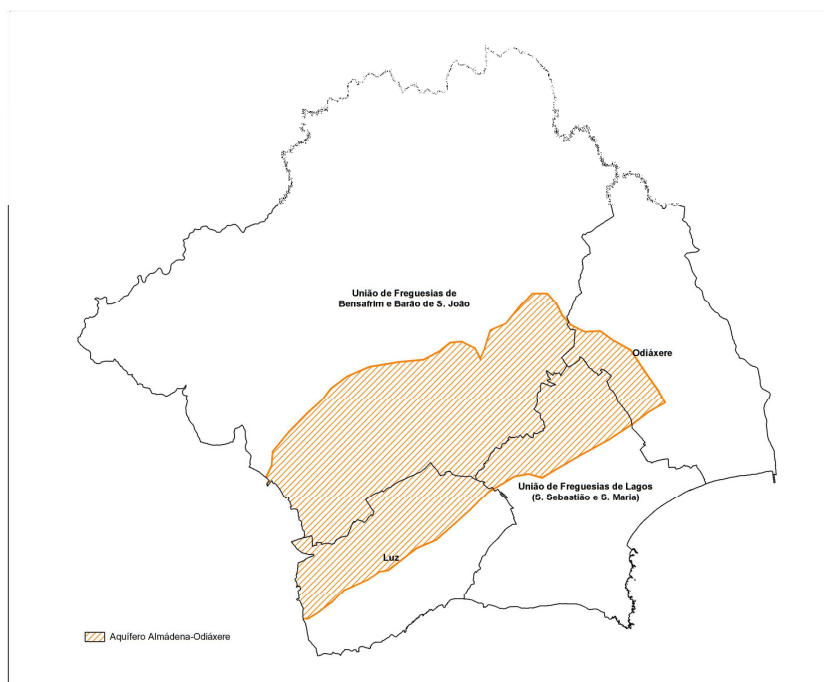 União de Freguesias de
Bensafrim e Barão de S. João
Odiáxere
União de Freguesias de Lagos
(S. Sebastião e S. Maria)
Luz
Aquífero Almádena-Odiáxere